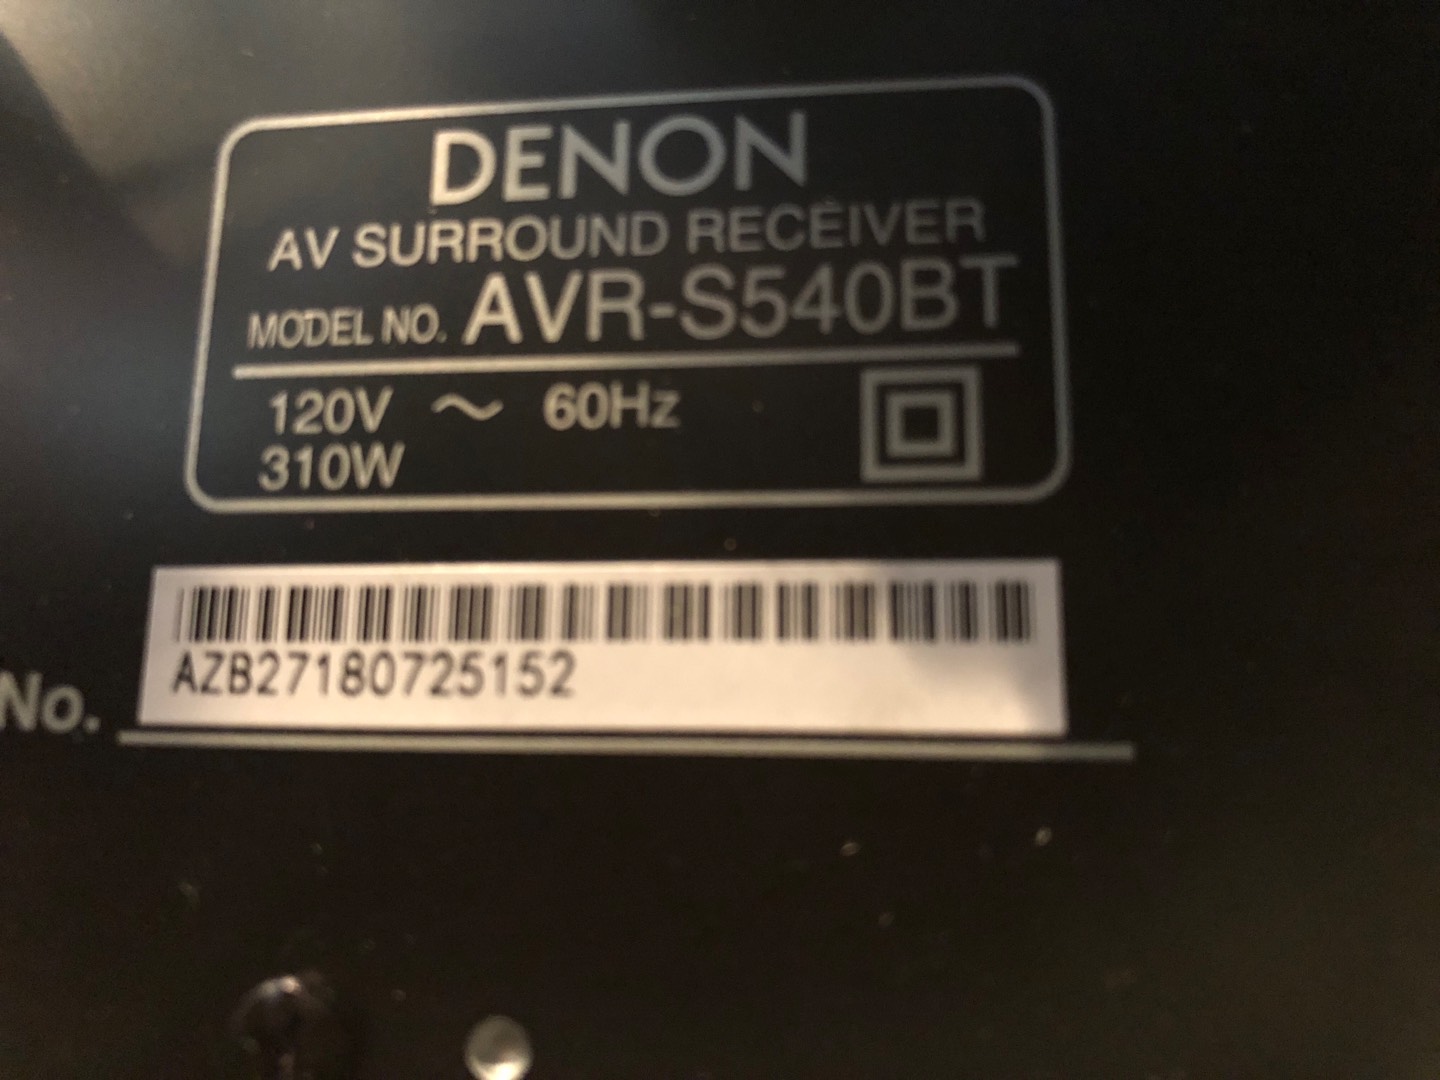 DENON
AV SURROUND RECEIVER
MODEL NO. AVR-S540BT
120V ~ 60Hz
310W
AZB27180725152
No.